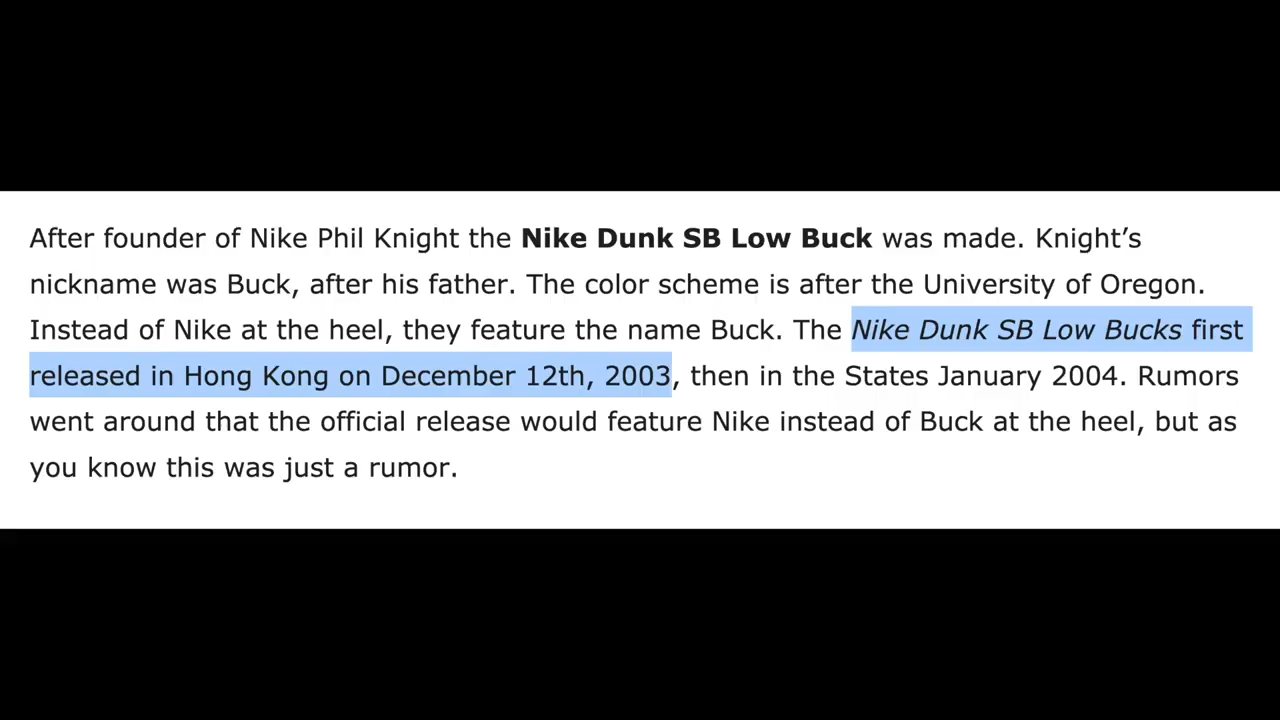 After founder of Nike Phil Knight the Nike Dunk SB Low Buck was made. Knight’s
nickname was Buck, after his father. The color scheme is after the University of Oregon.
Instead of Nike at the heel, they feature the name Buck. The Nike Dunk SB Low Bucks first
released in Hong Kong on December 12th, 2003, then in the States January 2004. Rumors
went around that the official release would feature Nike instead of Buck at the heel, but as
you know this was just a rumor.